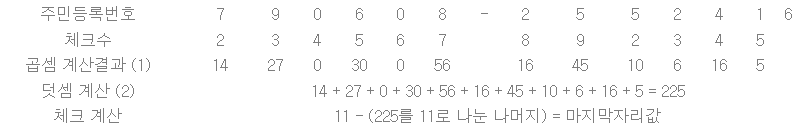 주민등록번호 7 9 0 6 0 8 - 2 5 5 2 4 1 6
체크수 2 3 4 5 6 7 8 9 2 3 4 5
곱셈 계산결과 (1) 14 27 0 30 0 56 16 45 10 6 16 5
덧셈 계산 (2) 14 + 27 + 0 + 30 + 56 + 16 + 45 + 10 + 6 + 16 + 5 = 225
체크 계산 11 - (225를 11로 나눈 나머지) = 마지막자리값